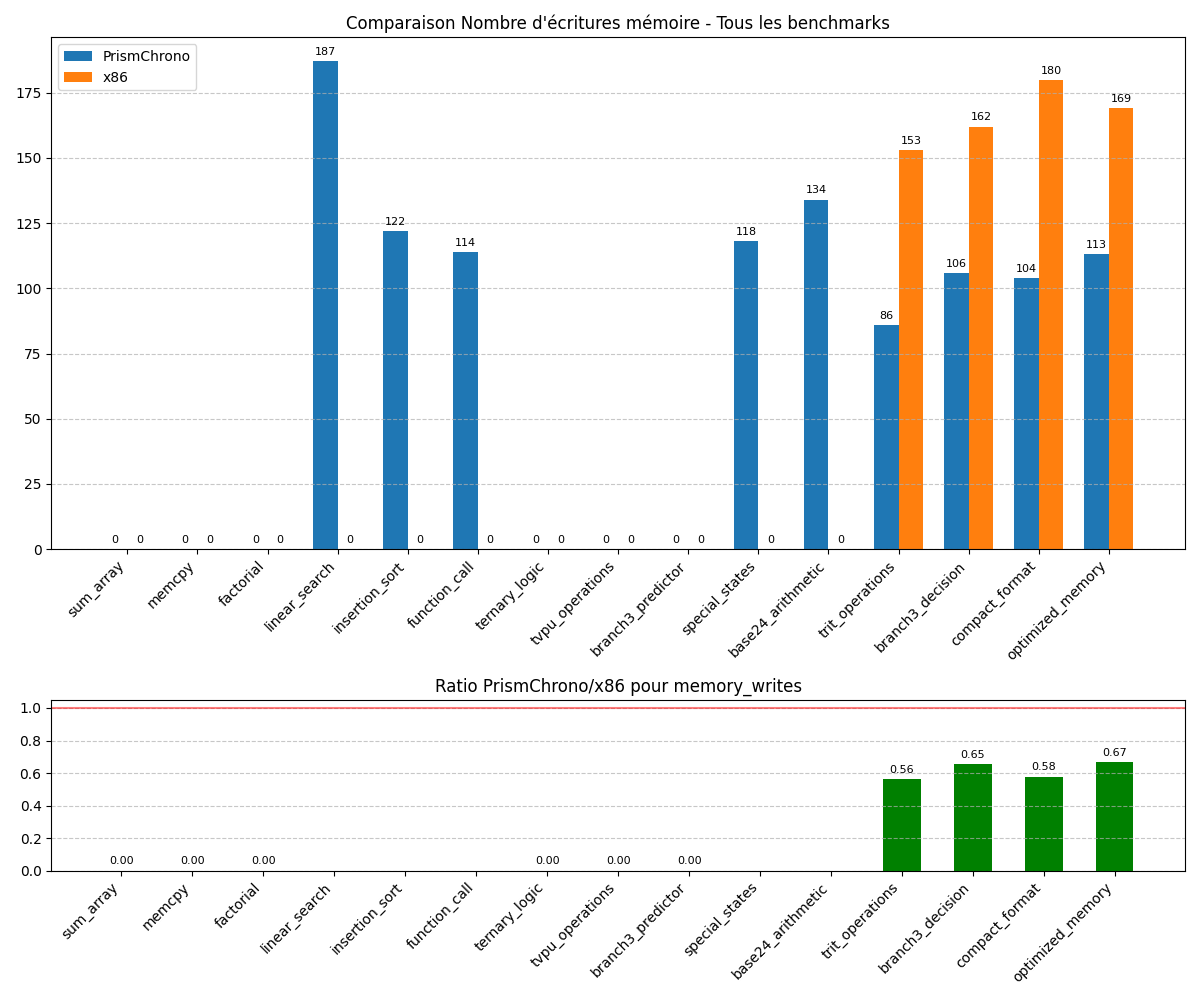 Comparaison Nombre d'écritures mémoire - Tous les benchmarks
PrismChrono
x86
175
150
125
100
75
50
25
0
0 0 0 0 0 0 187 0 122 0 114 0 0 0 0 0 0 0 118 0 134 0 86 153 106 162 104 180 113 169
sum_array
memcpy
factorial
linear_search
insertion_sort
function_call
ternary_logic
tvpu_operations
branch3_predictor
special_states
base24_arithmetic
trit_operations
branch3_decision
compact_format
optimized_memory
Ratio PrismChrono/x86 pour memory_writes
1.0
0.8
0.6
0.4
0.2
0.0
0.00 0.00 0.00 0.00 0.00 0.00 0.56 0.65 0.58 0.67
sum_array
memcpy
factorial
linear_search
insertion_sort
function_call
ternary_logic
tvpu_operations
branch3_predictor
special_states
base24_arithmetic
trit_operations
branch3_decision
compact_format
optimized_memory